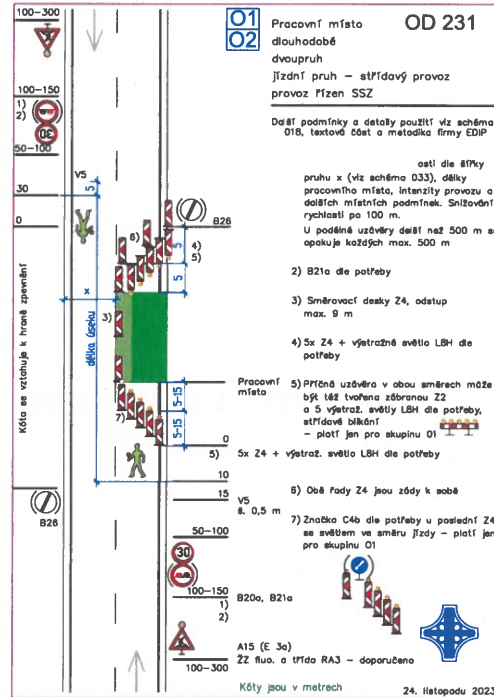 O1
O2
Pracovní místo
dlouhodobé
dvoupruh
jízdní pruh – střídavý provoz
provoz řízen SSZ
OD 231
Další podmínky a detaily použití viz schéma
018, textová část a metodika firmy EDIP
osti dle šířky
pruhu x (viz schéma 033), délky
pracovního místa, intenzity provozu a
dalších místních podmínek. Snižování
rychlosti po 100 m.
U podélné uzávěry delší než 500 m se
opakuje každých max. 500 m
2) B21a dle potřeby
3) Směrovací desky Z4, odstup
max. 9 m
4) 5x Z4 + výstražné světlo L8H dle
potřeby
5) Příčná uzávěra v obou směrech může
být též tvořena zábranou Z2
a 5 výstraž. světly L8H dle potřeby,
střídavé blikání
– platí jen pro skupinu O1
6) Obě řady Z4 jsou zády k sobě
7) Značka C4b dle potřeby u poslední Z4
se světlem ve směru jízdy – platí jen
pro skupinu O1
100-300
100-150
1)
2)
30
50-100
V5
30
5
0
B26
6)
5
4)
5)
5
x
3)
délka úseku
Kóta se vztahuje k hraně zpevnění
Pracovní
místo
7)
5-15
5-15
0
5)
5x Z4 + výstraž. světlo L8H dle potřeby
10
15
V5
š. 0,5 m
B26
50-100
30
100-150
B20a, B21a
1)
2)
A15 (E 3a)
ZZ fluo. a třída RA3 – doporučeno
100-300
Kóty jsou v metrech
24. listopadu 2023